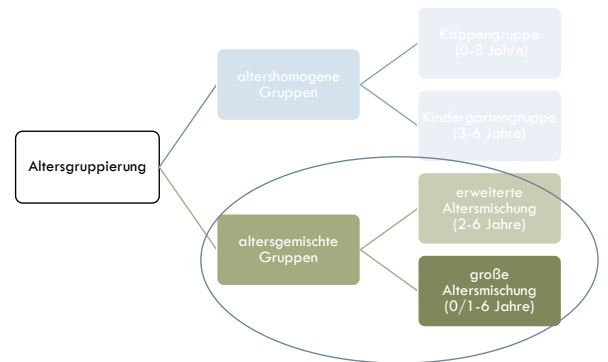 Altersgruppierung
altershomogene
Gruppen
Krippengruppe
(0-3 Jahre)
Kindergartengruppe
(3-6 Jahre)
altersgemischte
Gruppen
erweiterte
Altersmischung
(2-6 Jahre)
große
Altersmischung
(0/1-6 Jahre)